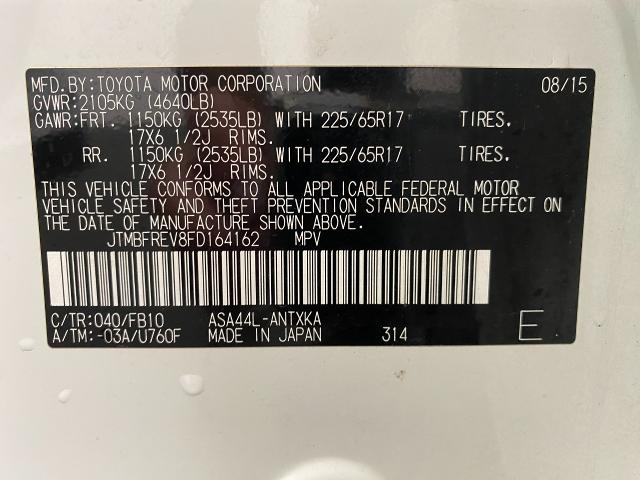 MFD.BY:TOYOTA MOTOR CORPORATION 08/15
GVWR:2105KG (4640LB)
GAWR:FRT. 1150KG (2535LB) WITH 225/65R17 TIRES.
17X6 1/2J RIMS.
RR. 1150KG (2535LB) WITH 225/65R17 TIRES.
17X6 1/2J RIMS.
THIS VEHICLE CONFORMS TO ALL APPLICABLE FEDERAL MOTOR
VEHICLE SAFETY AND THEFT PREVENTION STANDARDS IN EFFECT ON
THE DATE OF MANUFACTURE SHOWN ABOVE.
JTMBFREV8FD164162 MPV
C/TR:040/FB10 ASA44L-ANTXKA
A/TM:-03A/U760F MADE IN JAPAN 314 E